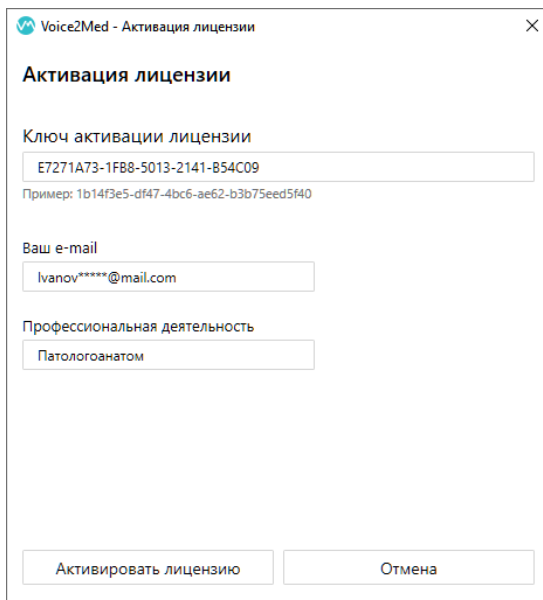 Voice2Med - Активация лицензии
Активация лицензии
Ключ активации лицензии
E7271A73-1FB8-5013-2141-B54C09
Пример: 1b14f3e5-df47-4bc6-ae62-b3b75eed5f40
Ваш e-mail
Ivanov*****@mail.com
Профессиональная деятельность
Патологоанатом
Активировать лицензию Отмена